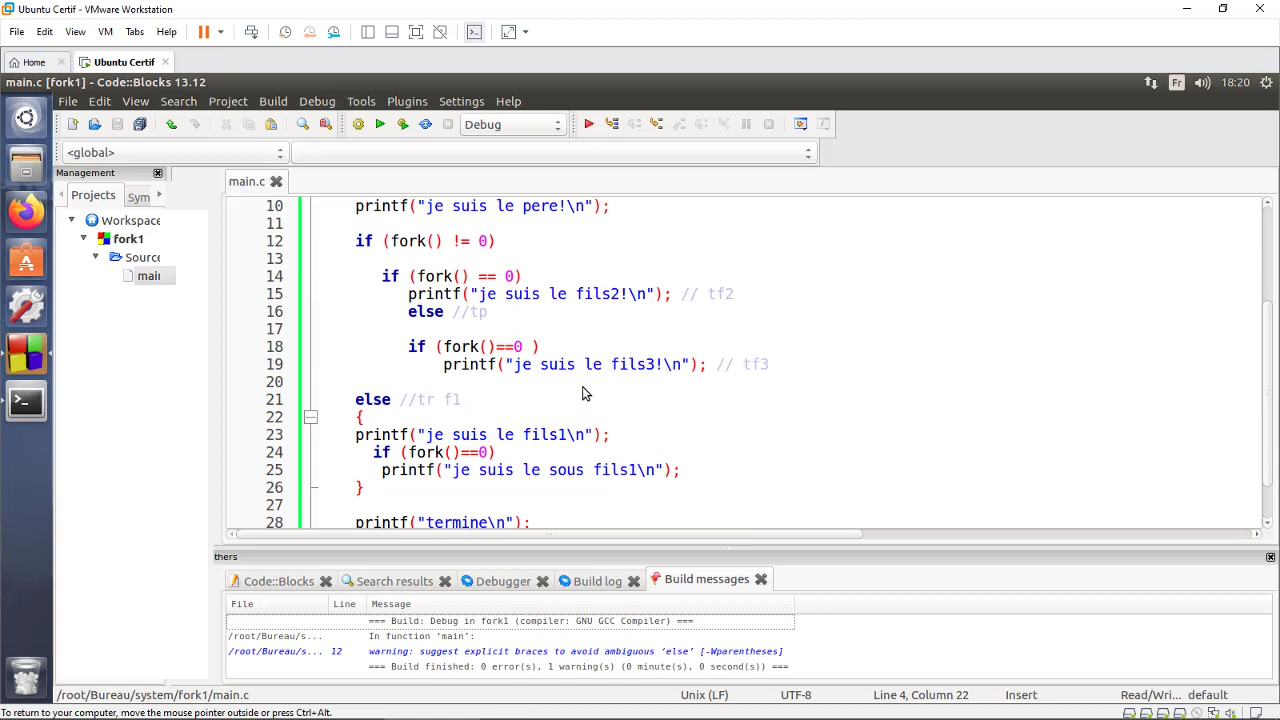 Ubuntu Certif - VMware Workstation
File Edit View VM Tabs Help
Home Ubuntu Certif
main.c [fork1] - Code::Blocks 13.12
Fr 18:20
File Edit View Search Project Build Debug Tools Plugins Settings Help
Debug
<global>
Management
main.c
Projects Sym
Workspace
fork1
Source
main
10 printf("je suis le pere!\n");
11
12 if (fork() != 0)
13
14 if (fork() == 0)
15 printf("je suis le fils2!\n"); // tf2
16 else //tp
17
18 if (fork()==0 )
19 printf("je suis le fils3!\n"); // tf3
20
21 else //tr f1
22 {
23 printf("je suis le fils1\n");
24 if (fork()==0)
25 printf("je suis le sous fils1\n");
26 }
27
28 printf("termine\n");
thers
Code::Blocks Search results Debugger Build log Build messages
File Line Message
=== Build: Debug in fork1 (compiler: GNU GCC Compiler) ===
/root/Bureau/s... In function ‘main’:
/root/Bureau/s... 12 warning: suggest explicit braces to avoid ambiguous ‘else’ [-Wparentheses]
=== Build finished: 0 error(s), 1 warning(s) (0 minute(s), 0 second(s)) ===
/root/Bureau/system/fork1/main.c Unix (LF) UTF-8 Line 4, Column 22 Insert Read/Wri... default
To return to your computer, move the mouse pointer outside or press Ctrl+Alt.